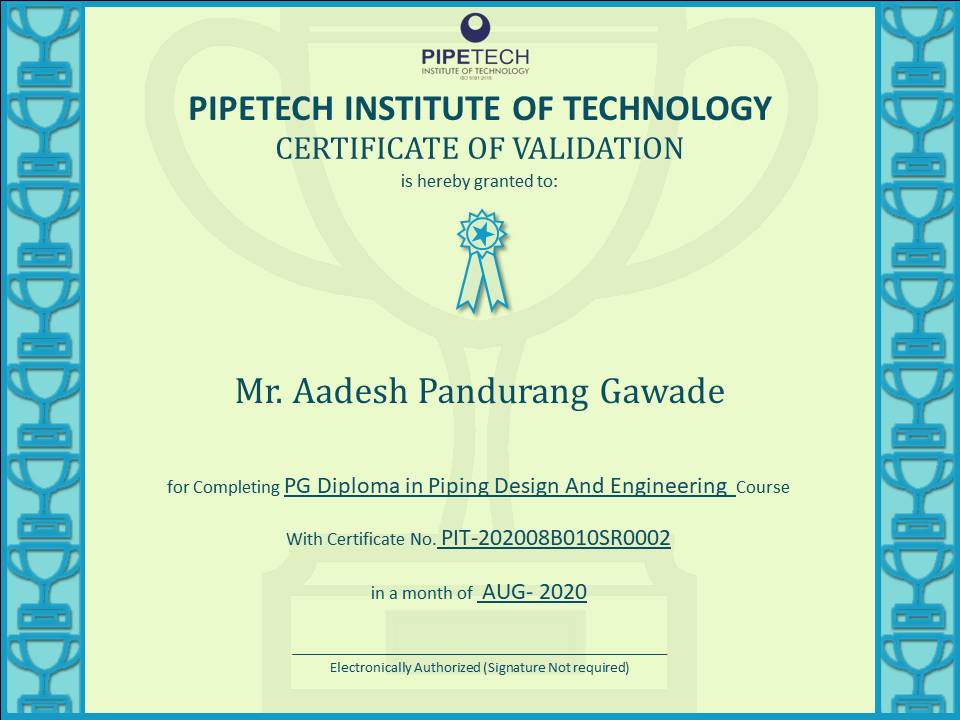 PIPETECH
INSTITUTE OF TECHNOLOGY
ISO 9001:2015
PIPETECH INSTITUTE OF TECHNOLOGY
CERTIFICATE OF VALIDATION
is hereby granted to:
Mr. Aadesh Pandurang Gawade
for Completing PG Diploma in Piping Design And Engineering Course
With Certificate No. PIT-202008B010SR0002
in a month of AUG- 2020
Electronically Authorized (Signature Not required)